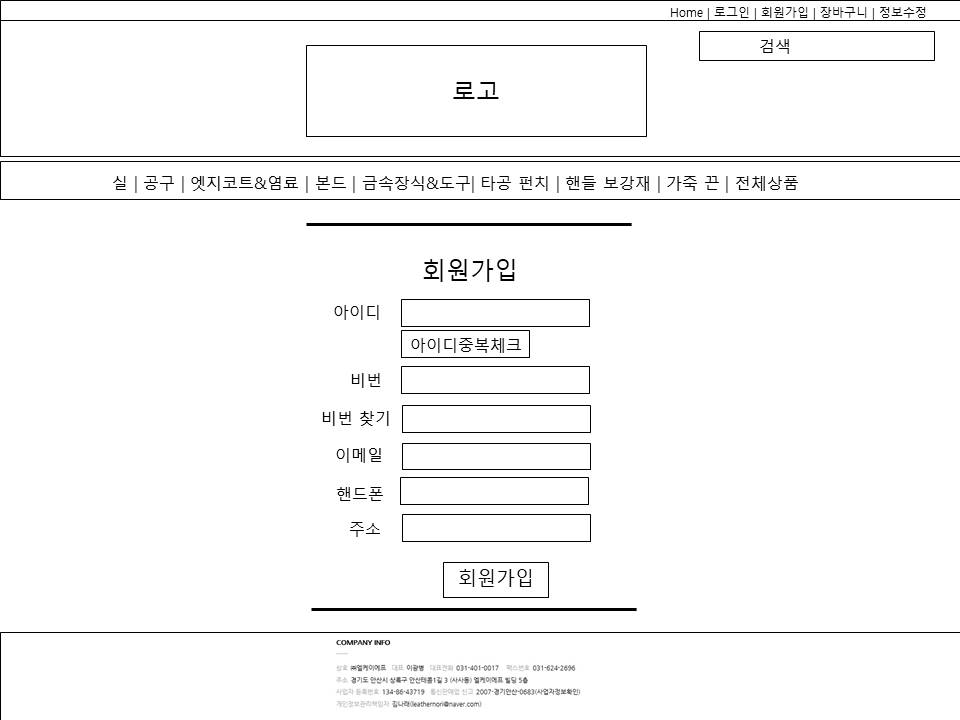 Home | 로그인 | 회원가입 | 장바구니 | 정보수정
검색
로고
실 | 공구 | 엣지코트&염료 | 본드 | 금속장식&도구| 타공 펀치 | 핸들 보강재 | 가죽 끈 | 전체상품
회원가입
아이디
아이디중복체크
비번
비번 찾기
이메일
핸드폰
주소
회원가입
COMPANY INFO
상호 ㈜엘케이에프 대표 이광병 대표전화 031-401-0017 팩스번호 031-624-2696
주소 경기도 안산시 상록구 안산테콤1길 3 (사사동) 엘케이에프 빌딩 5층
사업자 등록번호 134-86-43719 통신판매업 신고 2007-경기안산-0683(사업자정보확인)
개인정보관리책임자 김나래(leathernori@naver.com)